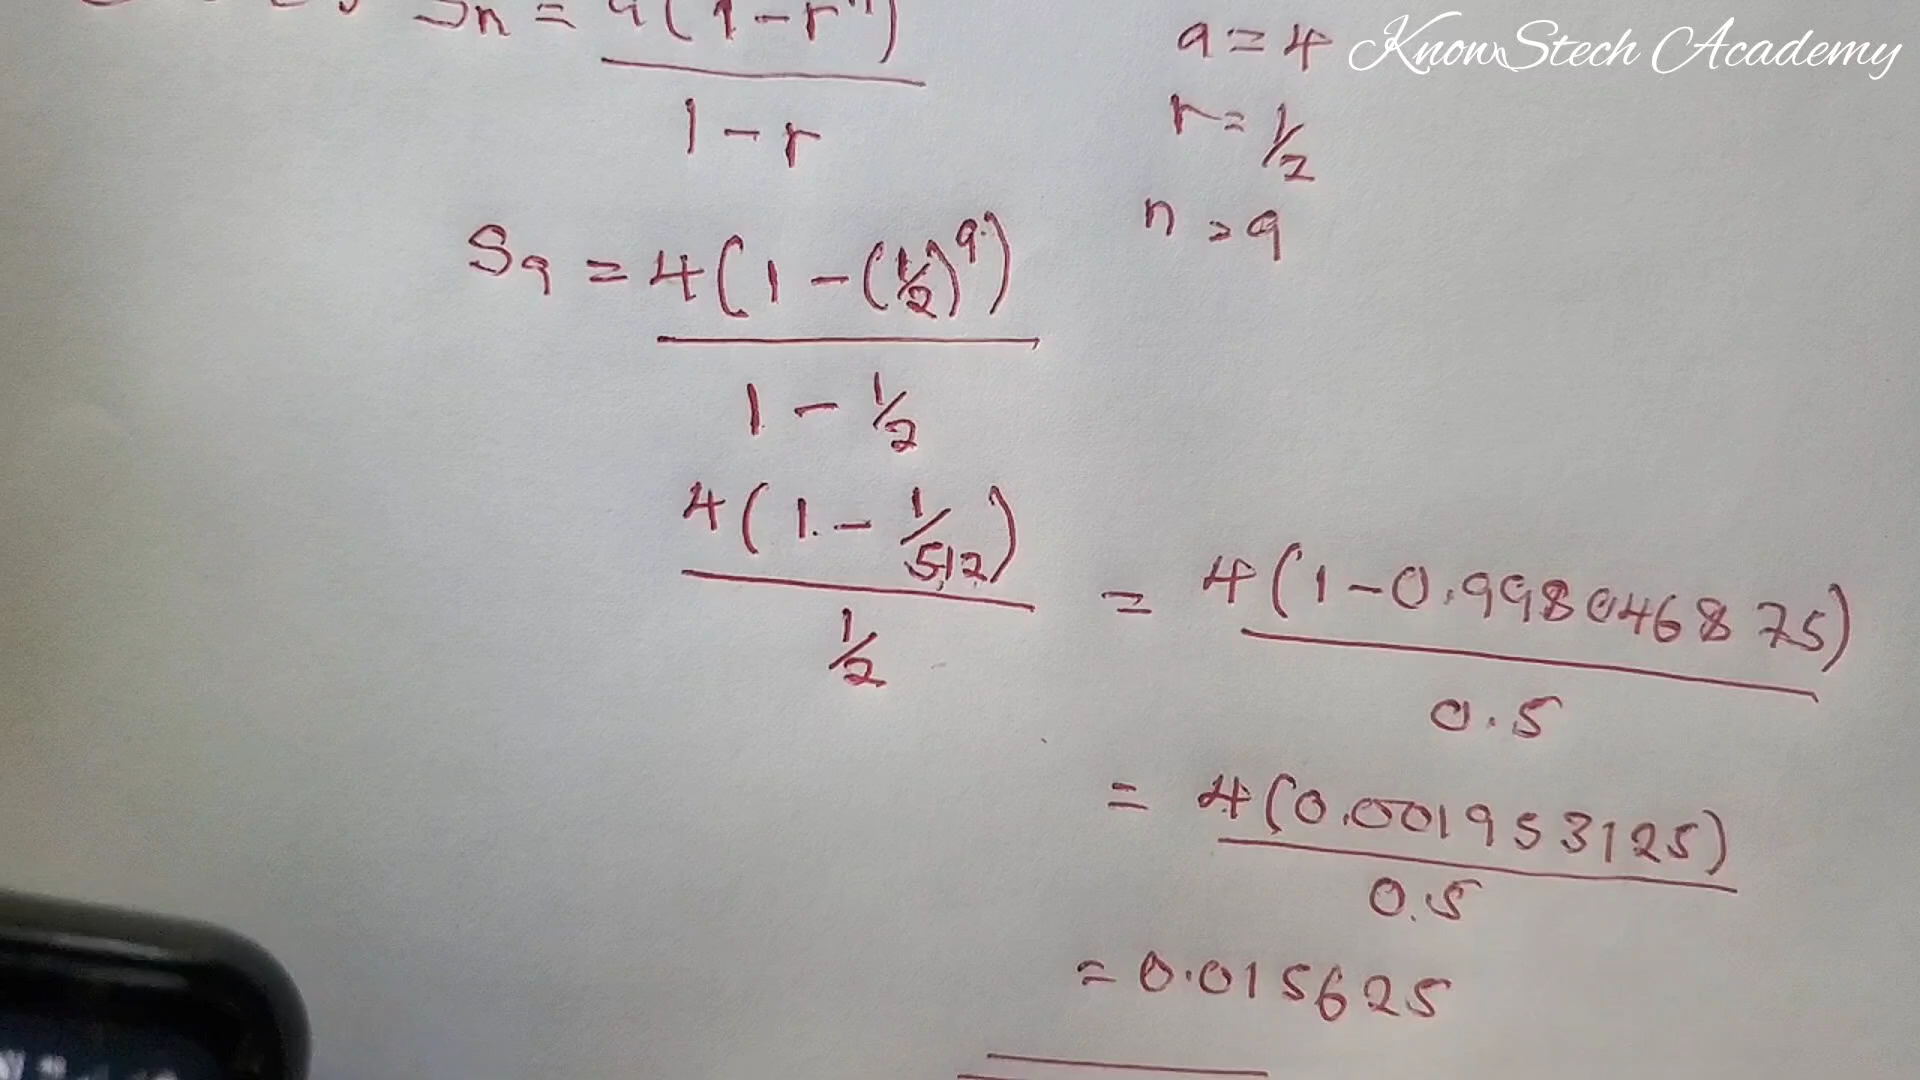 Sn = a(1-rⁿ)
1-r
a = 4
KnowStech Academy
r = 1/2
n = 9
S9 = 4(1-(1/2)⁹)
1 - 1/2
4(1 - 1/512)
1/2
= 4(1-0.998046875)
0.5
= 4(0.001953125)
0.5
= 0.015625